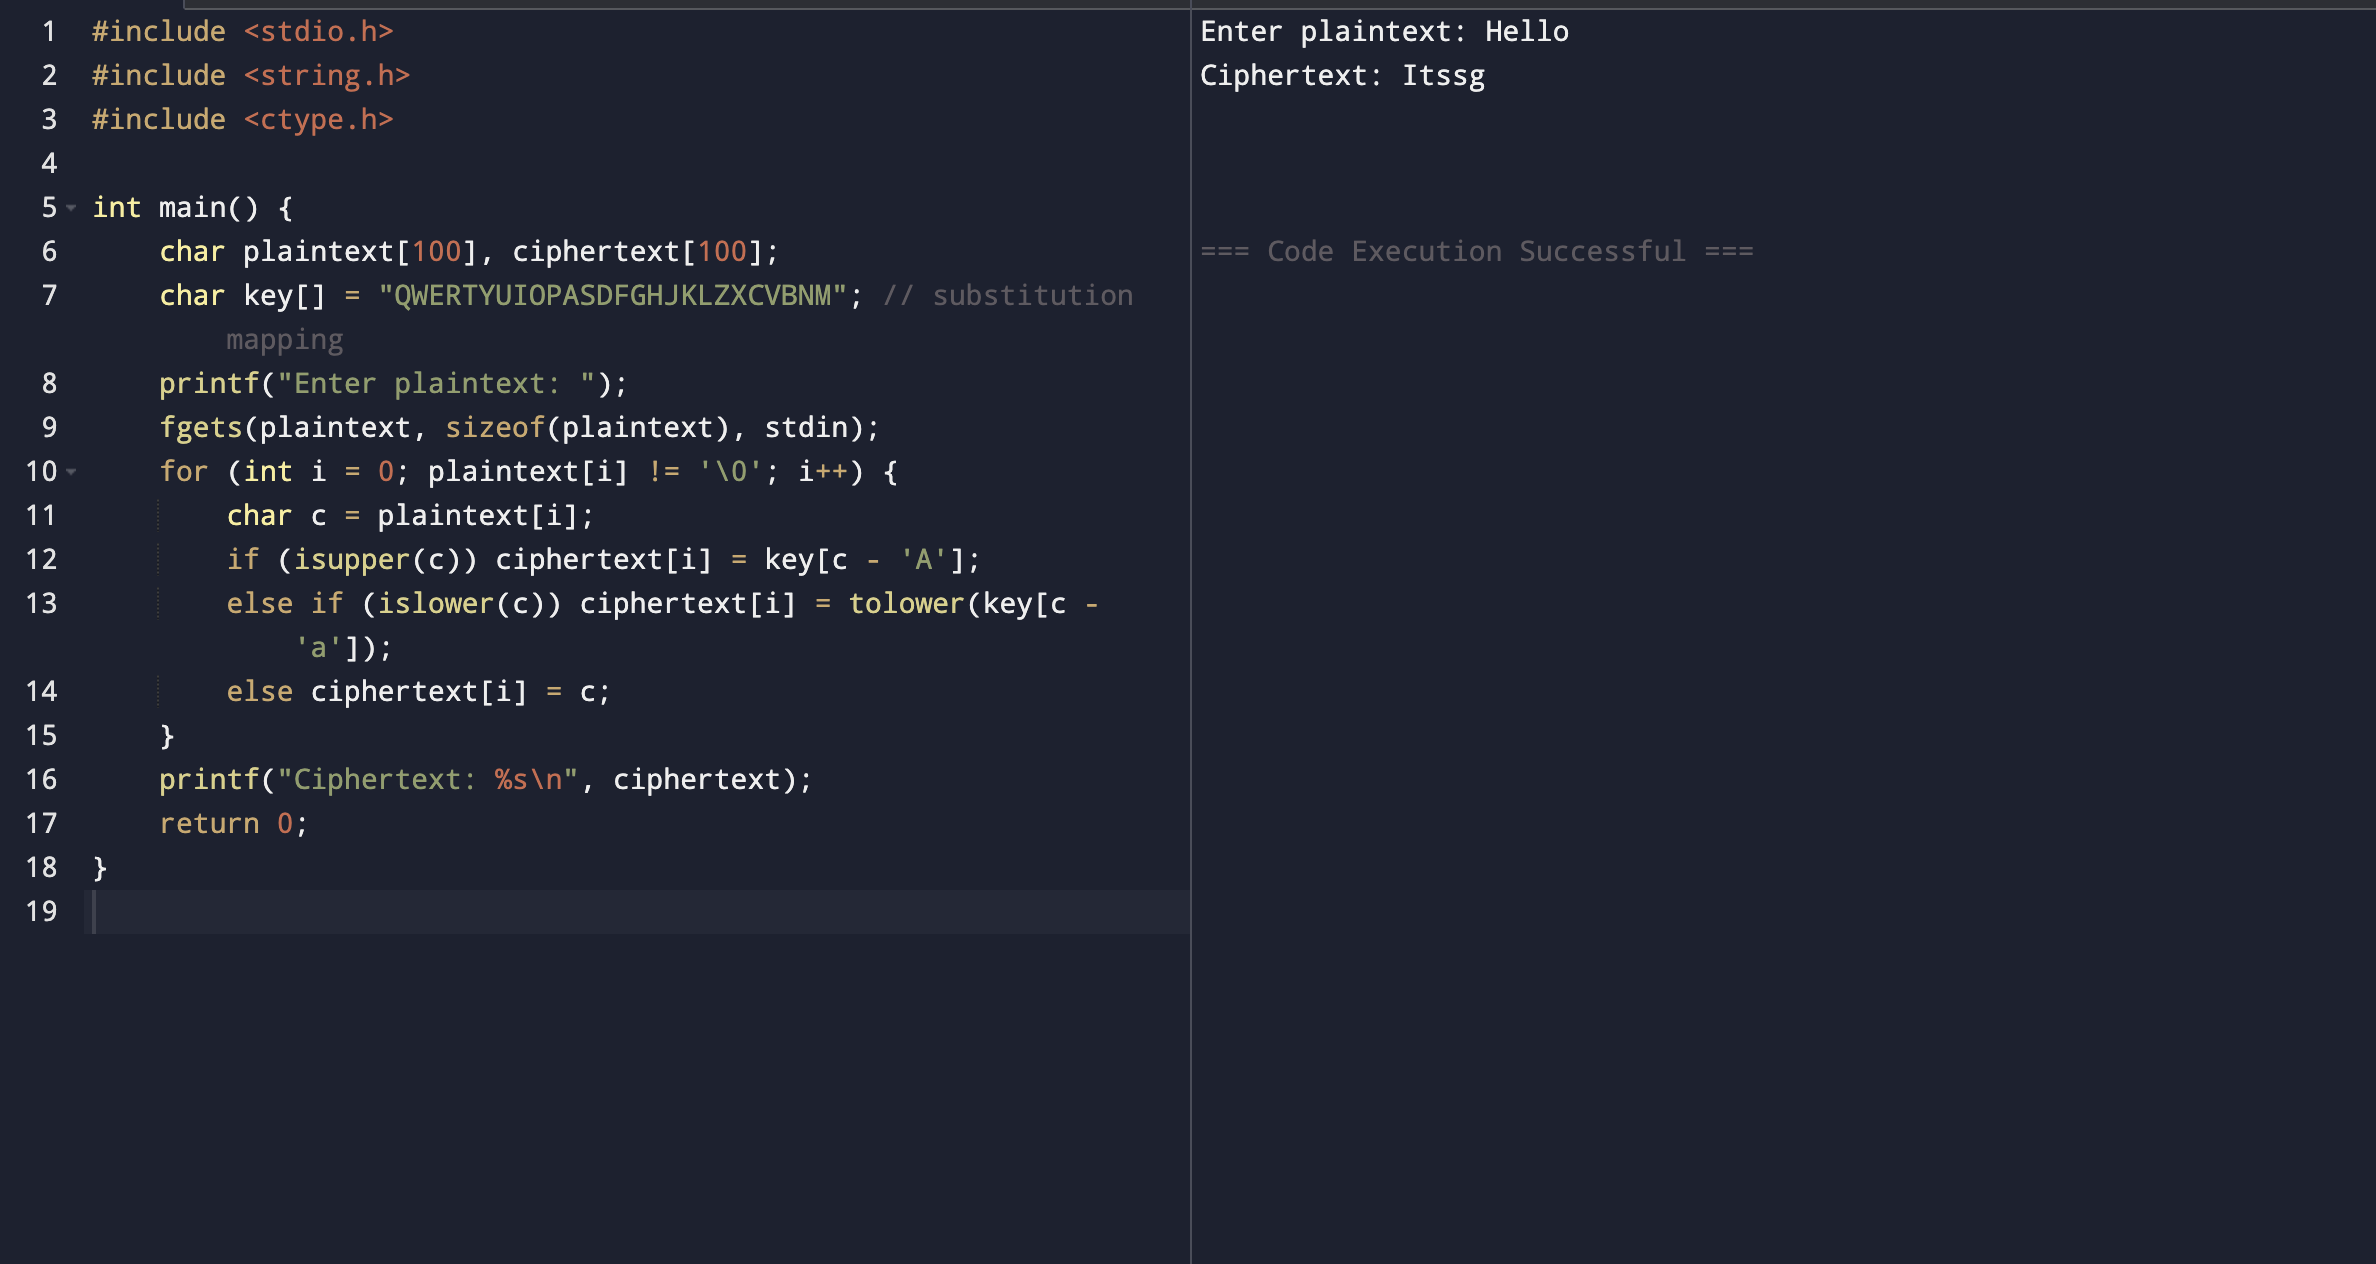 1 #include <stdio.h>
2 #include <string.h>
3 #include <ctype.h>
4
5 int main() {
6     char plaintext[100], ciphertext[100];
7     char key[] = "QWERTYUIOPASDFGHJKLZXCVBNM"; // substitution
        mapping
8     printf("Enter plaintext: ");
9     fgets(plaintext, sizeof(plaintext), stdin);
10     for (int i = 0; plaintext[i] != '\0'; i++) {
11         char c = plaintext[i];
12         if (isupper(c)) ciphertext[i] = key[c - 'A'];
13         else if (islower(c)) ciphertext[i] = tolower(key[c -
            'a']);
14         else ciphertext[i] = c;
15     }
16     printf("Ciphertext: %s\n", ciphertext);
17     return 0;
18 }
19
Enter plaintext: Hello
Ciphertext: Itssg
=== Code Execution Successful ===